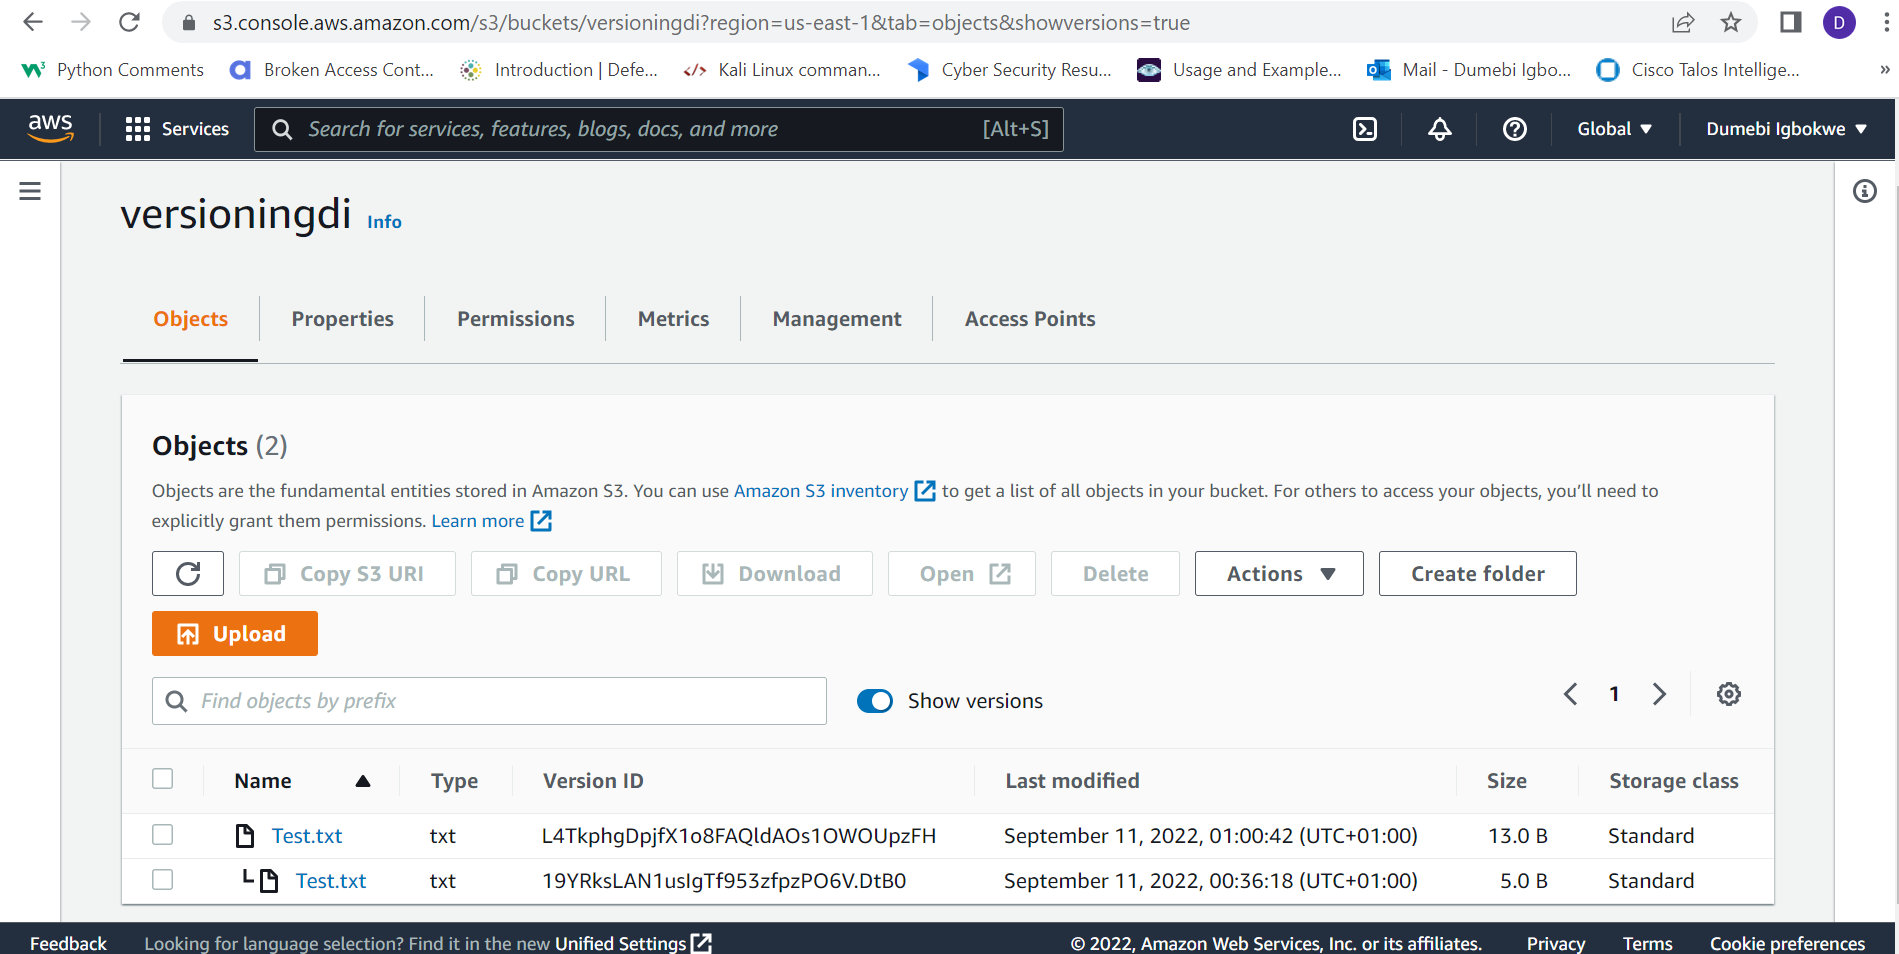 s3.console.aws.amazon.com/s3/buckets/versioningdi?region=us-east-1&tab=objects&showversions=true
D
Python Comments Broken Access Cont... Introduction | Defe... Kali Linux comman... Cyber Security Resu... Usage and Example... Mail - Dumebi Igbo... Cisco Talos Intellige... »
aws Services Search for services, features, blogs, docs, and more [Alt+S] Global Dumebi Igbokwe
versioningdi Info
Objects Properties Permissions Metrics Management Access Points
Objects (2)
Objects are the fundamental entities stored in Amazon S3. You can use Amazon S3 inventory to get a list of all objects in your bucket. For others to access your objects, you'll need to
explicitly grant them permissions. Learn more
Copy S3 URI Copy URL Download Open Delete Actions Create folder
Upload
Find objects by prefix Show versions 1
Name Type Version ID Last modified Size Storage class
Test.txt txt L4TkphgDpjfX1o8FAQldAOs1OWOUpzFH September 11, 2022, 01:00:42 (UTC+01:00) 13.0 B Standard
Test.txt txt 19YRksLAN1usIgTf953zfpzPO6V.DtB0 September 11, 2022, 00:36:18 (UTC+01:00) 5.0 B Standard
Feedback Looking for language selection? Find it in the new Unified Settings © 2022, Amazon Web Services, Inc. or its affiliates. Privacy Terms Cookie preferences